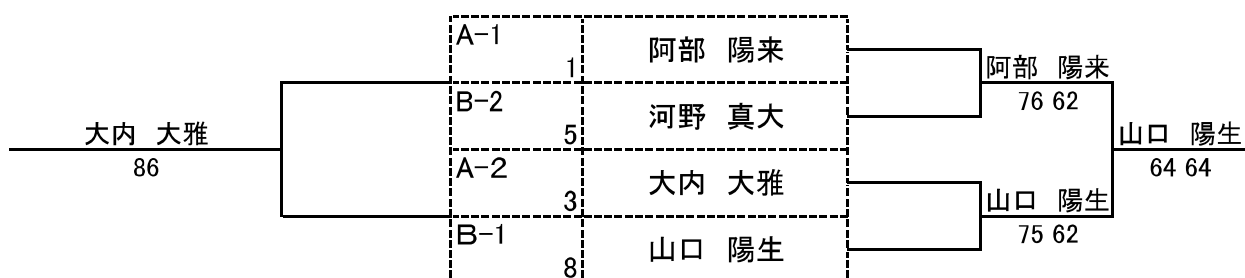 A-1
1
阿部 陽来
阿部 陽来
76 62
B-2
5
河野 真大
大内 大雅
86
山口 陽生
64 64
A-2
3
大内 大雅
山口 陽生
75 62
B-1
8
山口 陽生